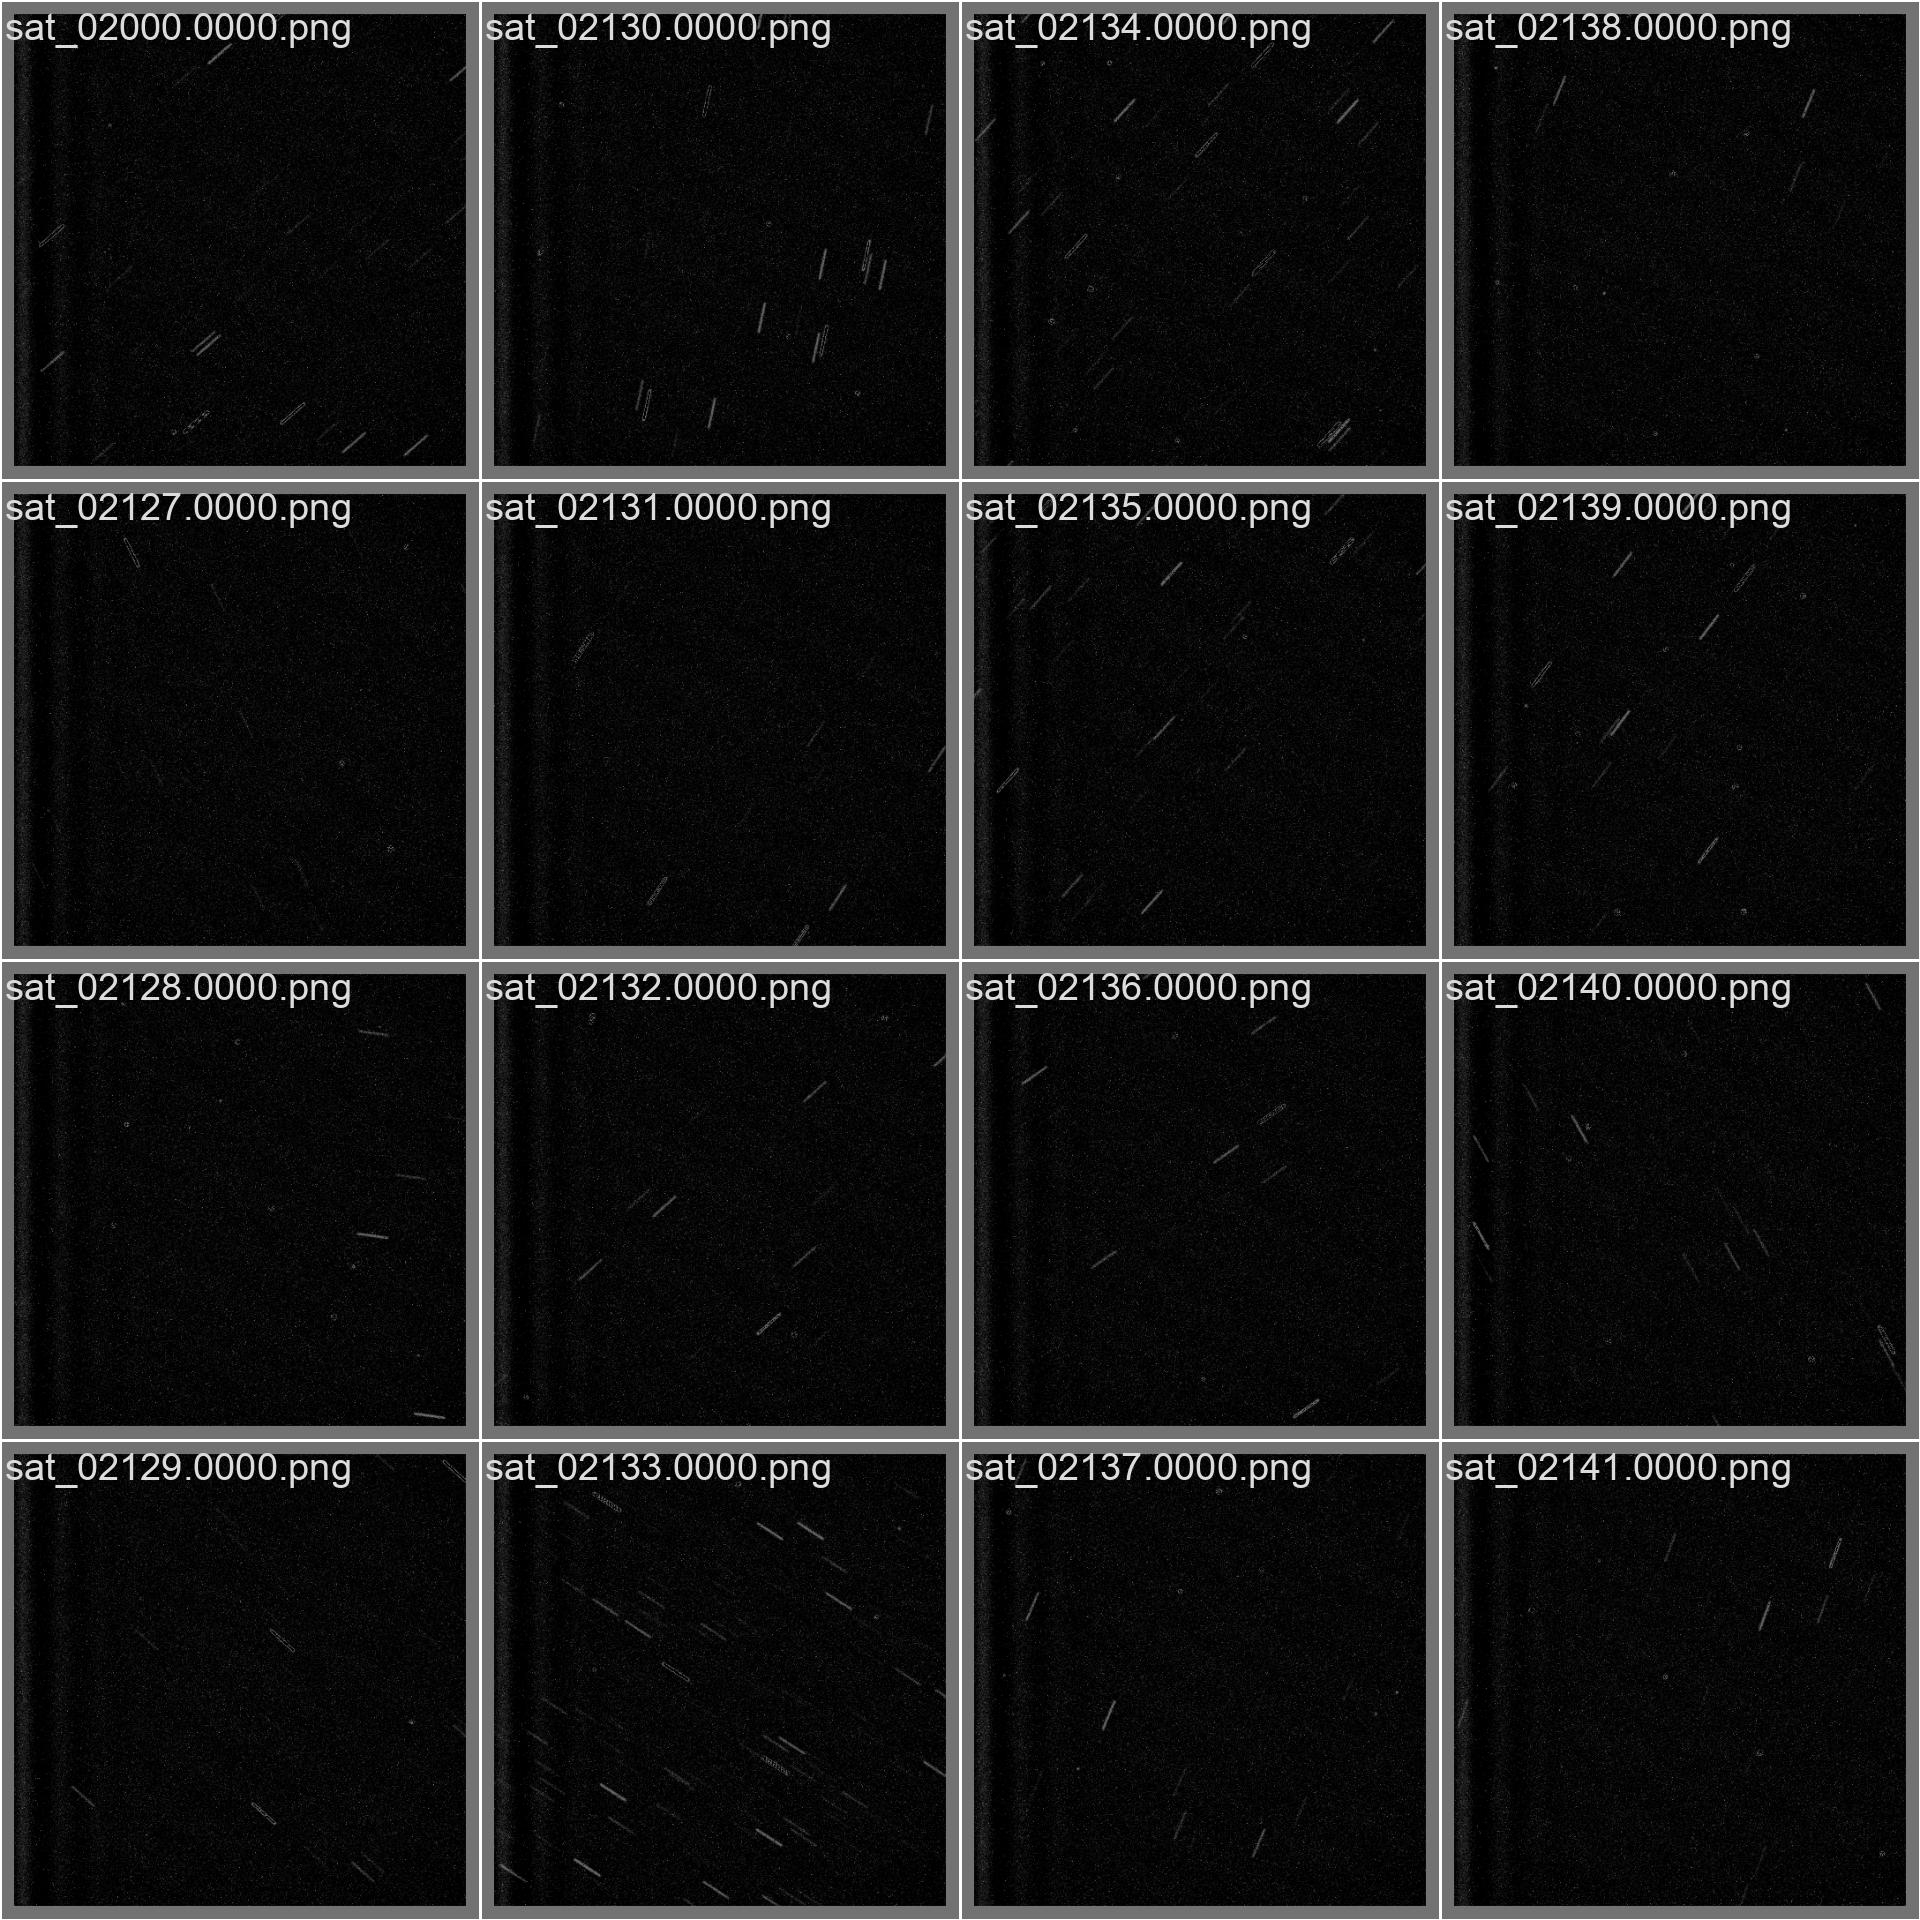 sat_02000.0000.png sat_02130.0000.png sat_02134.0000.png sat_02138.0000.png
sat_02127.0000.png sat_02131.0000.png sat_02135.0000.png sat_02139.0000.png
sat_02128.0000.png sat_02132.0000.png sat_02136.0000.png sat_02140.0000.png
sat_02129.0000.png sat_02133.0000.png sat_02137.0000.png sat_02141.0000.png